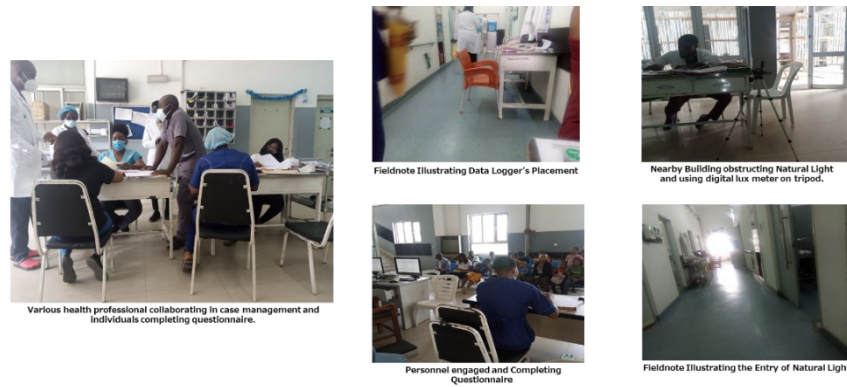 Various health professional collaborating in case management and
individuals completing questionnaire.
Fieldnote Illustrating Data Logger's Placement
Personnel engaged and Completing
Questionnaire
Nearby Building obstructing Natural Light
and using digital lux meter on tripod.
Fieldnote Illustrating the Entry of Natural Light